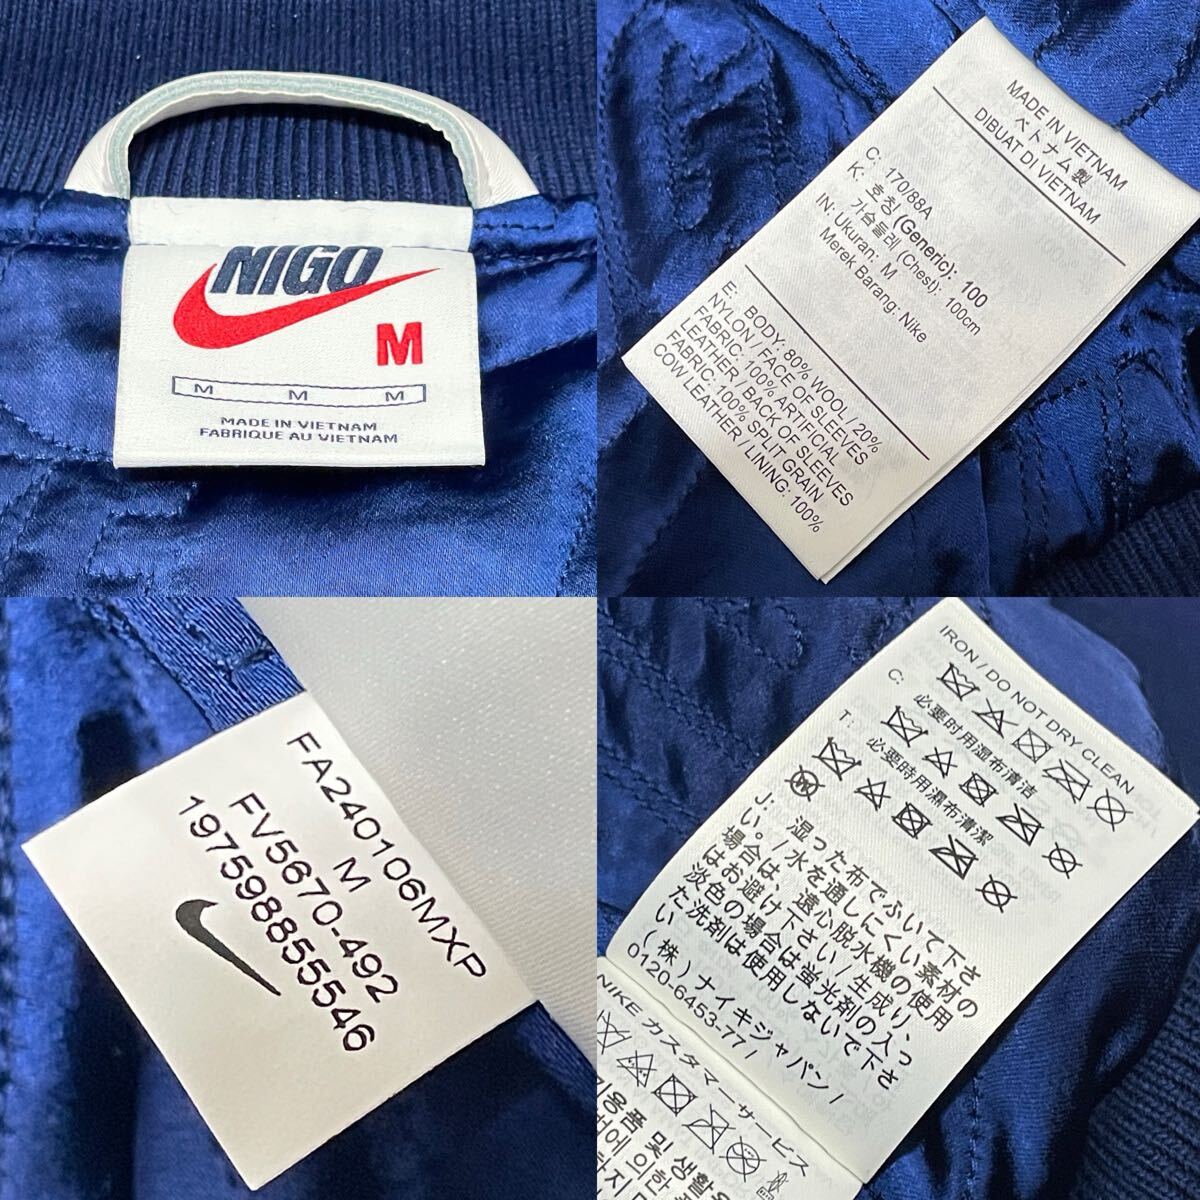 NIGO
M
M M M
MADE IN VIETNAM
FABRIQUE AU VIETNAM
MADE IN VIETNAM
ベトナム製
DIBUAT DI VIETNAM
C: 170/88A
K: 호칭(Generic): 100
가슴둘레 (Chest): 100cm
IN: Ukuran: M
Merek Barang: Nike
E. BODY: 80% WOOL / 20%
NYLON / FACE OF SLEEVES
FABRIC: 100% ARTIFICIAL
LEATHER / BACK OF SLEEVES
FABRIC: 100% SPLIT GRAIN
COW LEATHER / LINING: 100%
FA240106MXP
M
FV5670-492
197598855546
IRON / DO NOT DRY CLEAN
C:
必要时用湿布清洁
T:
必要時用濕布清潔
J: 湿った布でふいて下さ
い。/ 水を通しにくい素材の
場合は、遠心脱水機の使用
はお避け下さい / 生成り、
淡色の場合は蛍光剤の入っ
た洗剤は使用しないで下さ
い
(株) ナイキジャパン /
0120-6453-77 /
NIKE カスタマーサービス